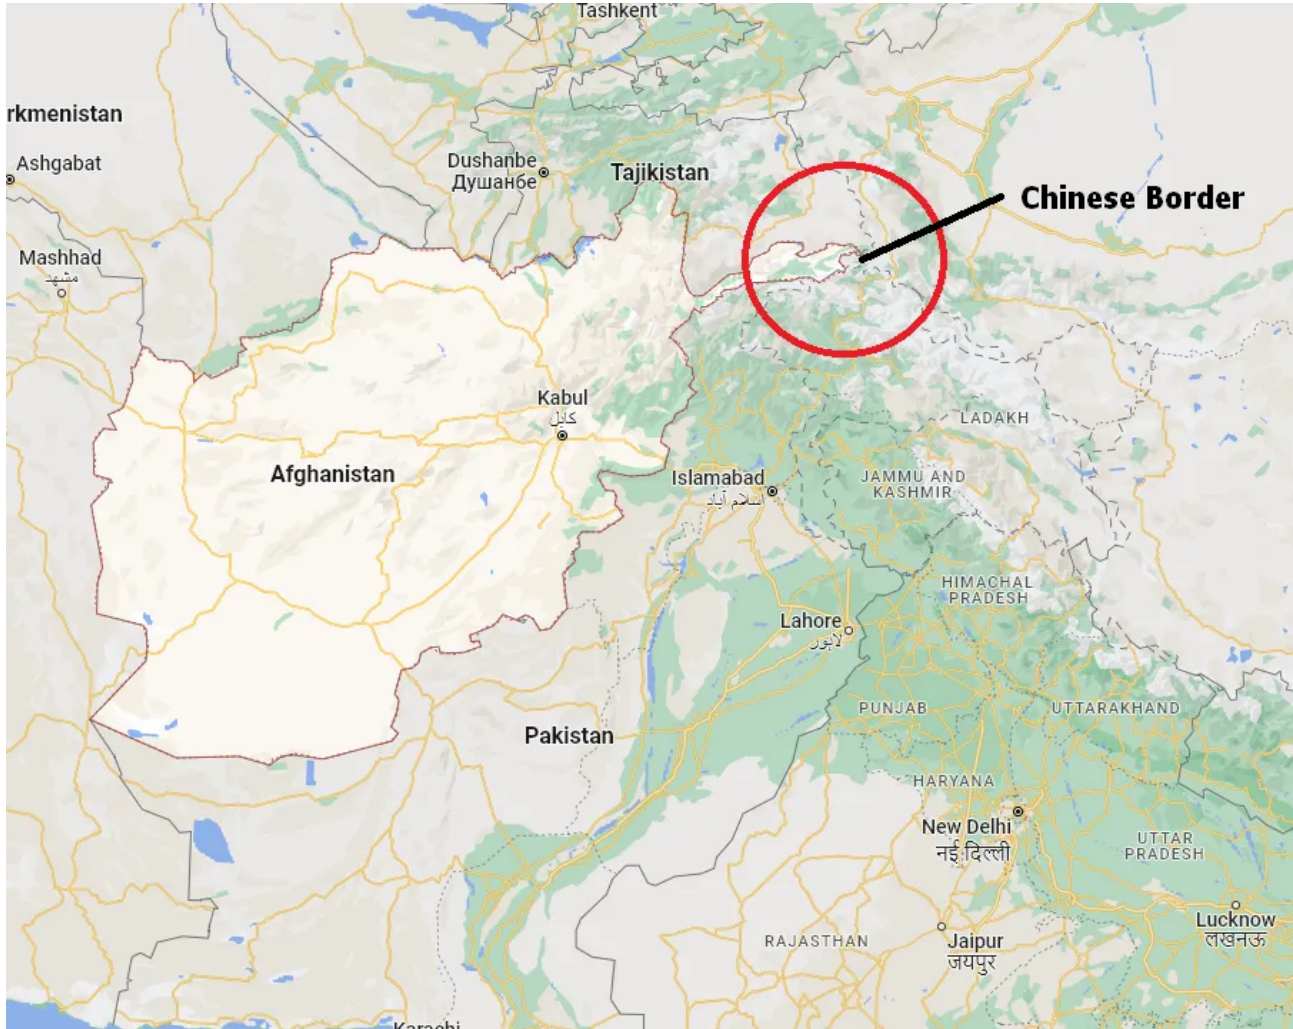 Tashkent
rkmenistan
Ashgabat
Dushanbe
Душанбе
Tajikistan
Chinese Border
Mashhad
مشهد
Kabul
کابل
LADAKH
Afghanistan
Islamabad
اسلام آباد
JAMMU AND
KASHMIR
HIMACHAL
PRADESH
Lahore
لاہور
PUNJAB
UTTARAKHAND
Pakistan
HARYANA
New Delhi
नई दिल्ली
UTTAR
PRADESH
Lucknow
लखनऊ
RAJASTHAN
Jaipur
जयपुर
Karachi